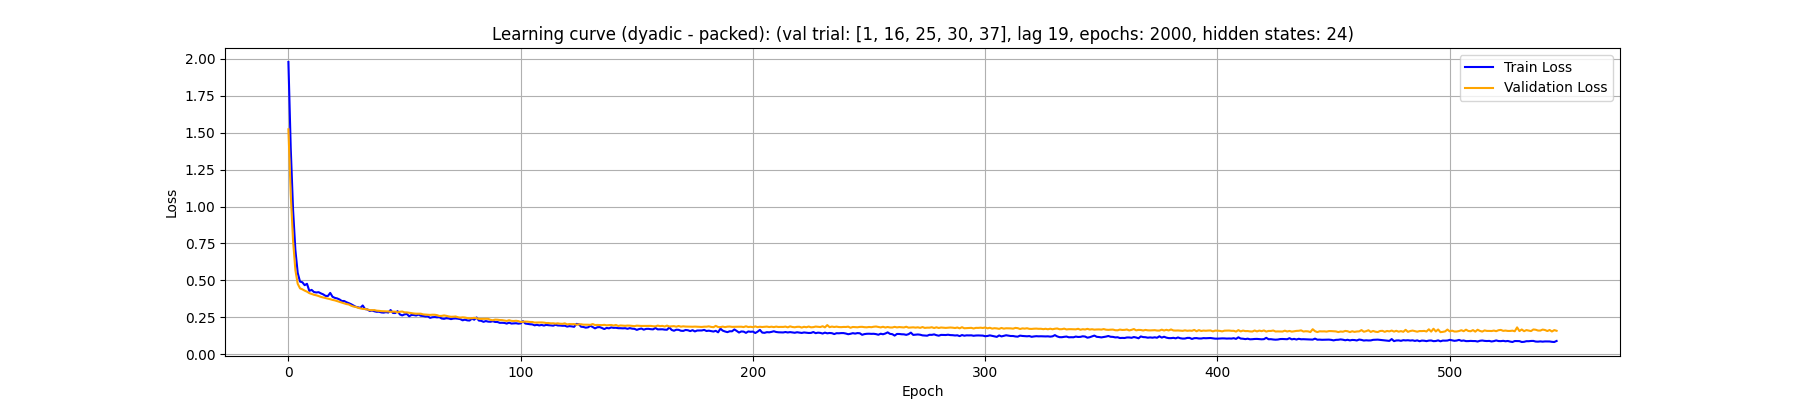 Learning curve (dyadic - packed): (val trial: [1, 16, 25, 30, 37], lag 19, epochs: 2000, hidden states: 24)
Train Loss
Validation Loss
2.00
1.75
1.50
1.25
1.00
0.75
0.50
0.25
0.00
Loss
0 100 200 300 400 500
Epoch